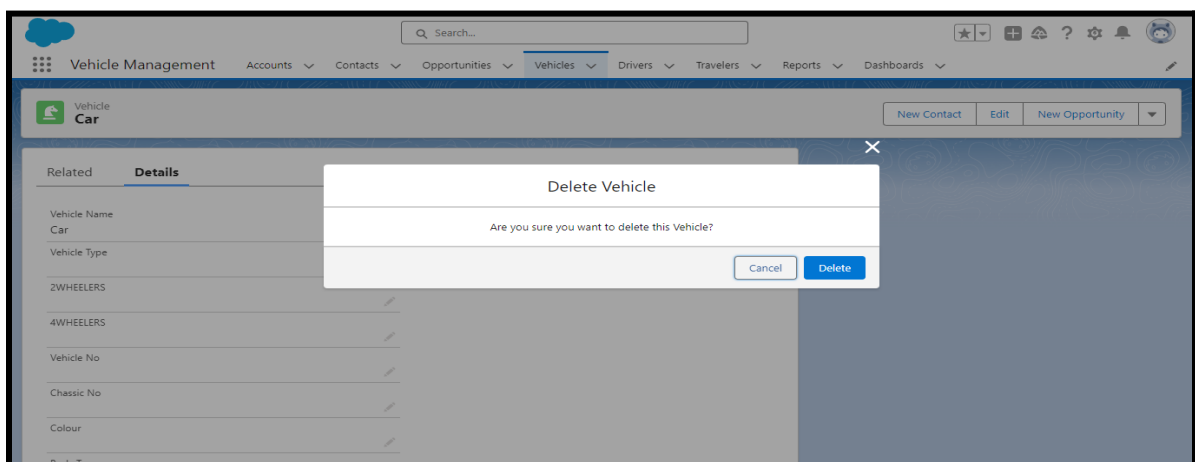 Search...
Vehicle Management Accounts Contacts Opportunities Vehicles Drivers Travelers Reports Dashboards
Vehicle
Car
New Contact Edit New Opportunity
Related Details
Delete Vehicle
Are you sure you want to delete this Vehicle?
Cancel Delete
Vehicle Name
Car
Vehicle Type
2WHEELERS
4WHEELERS
Vehicle No
Chassic No
Colour